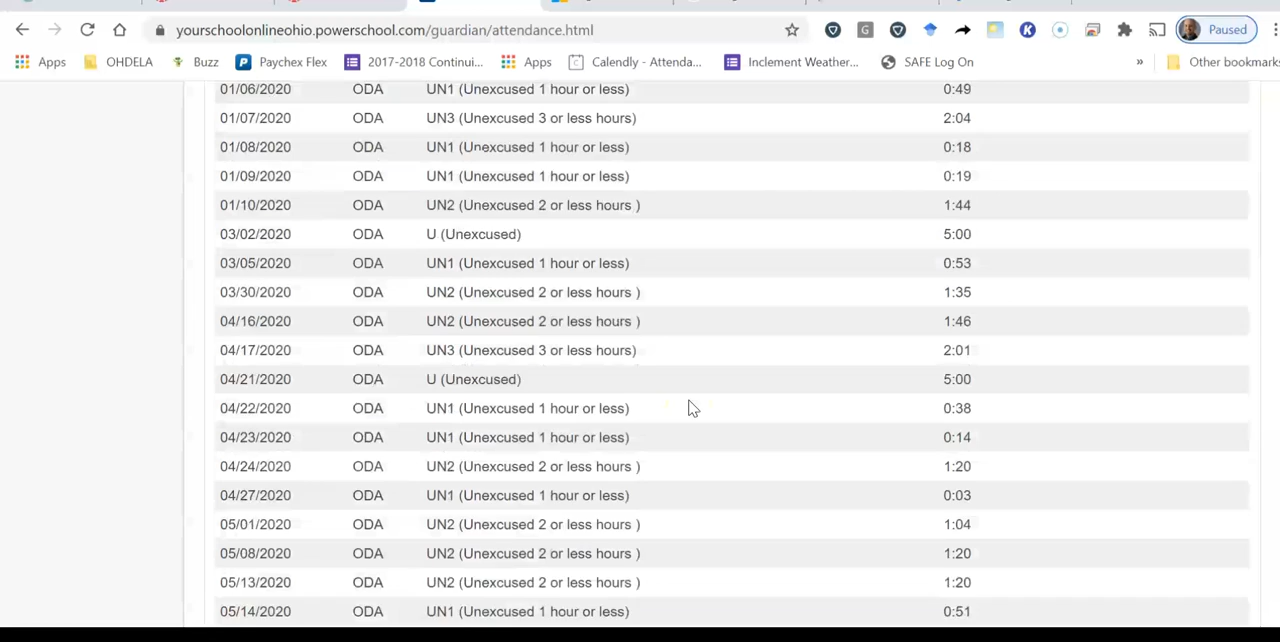 yourschoolonlineohio.powerschool.com/guardian/attendance.html G K Paused
Apps OHDELA Buzz P Paychex Flex 2017-2018 Continui... Apps Calendly - Attenda... Inclement Weather... SAFE Log On » Other bookmarks
01/06/2020 ODA UN1 (Unexcused 1 hour or less) 0:49
01/07/2020 ODA UN3 (Unexcused 3 or less hours) 2:04
01/08/2020 ODA UN1 (Unexcused 1 hour or less) 0:18
01/09/2020 ODA UN1 (Unexcused 1 hour or less) 0:19
01/10/2020 ODA UN2 (Unexcused 2 or less hours ) 1:44
03/02/2020 ODA U (Unexcused) 5:00
03/05/2020 ODA UN1 (Unexcused 1 hour or less) 0:53
03/30/2020 ODA UN2 (Unexcused 2 or less hours ) 1:35
04/16/2020 ODA UN2 (Unexcused 2 or less hours ) 1:46
04/17/2020 ODA UN3 (Unexcused 3 or less hours) 2:01
04/21/2020 ODA U (Unexcused) 5:00
04/22/2020 ODA UN1 (Unexcused 1 hour or less) 0:38
04/23/2020 ODA UN1 (Unexcused 1 hour or less) 0:14
04/24/2020 ODA UN2 (Unexcused 2 or less hours ) 1:20
04/27/2020 ODA UN1 (Unexcused 1 hour or less) 0:03
05/01/2020 ODA UN2 (Unexcused 2 or less hours ) 1:04
05/08/2020 ODA UN2 (Unexcused 2 or less hours ) 1:20
05/13/2020 ODA UN2 (Unexcused 2 or less hours ) 1:20
05/14/2020 ODA UN1 (Unexcused 1 hour or less) 0:51